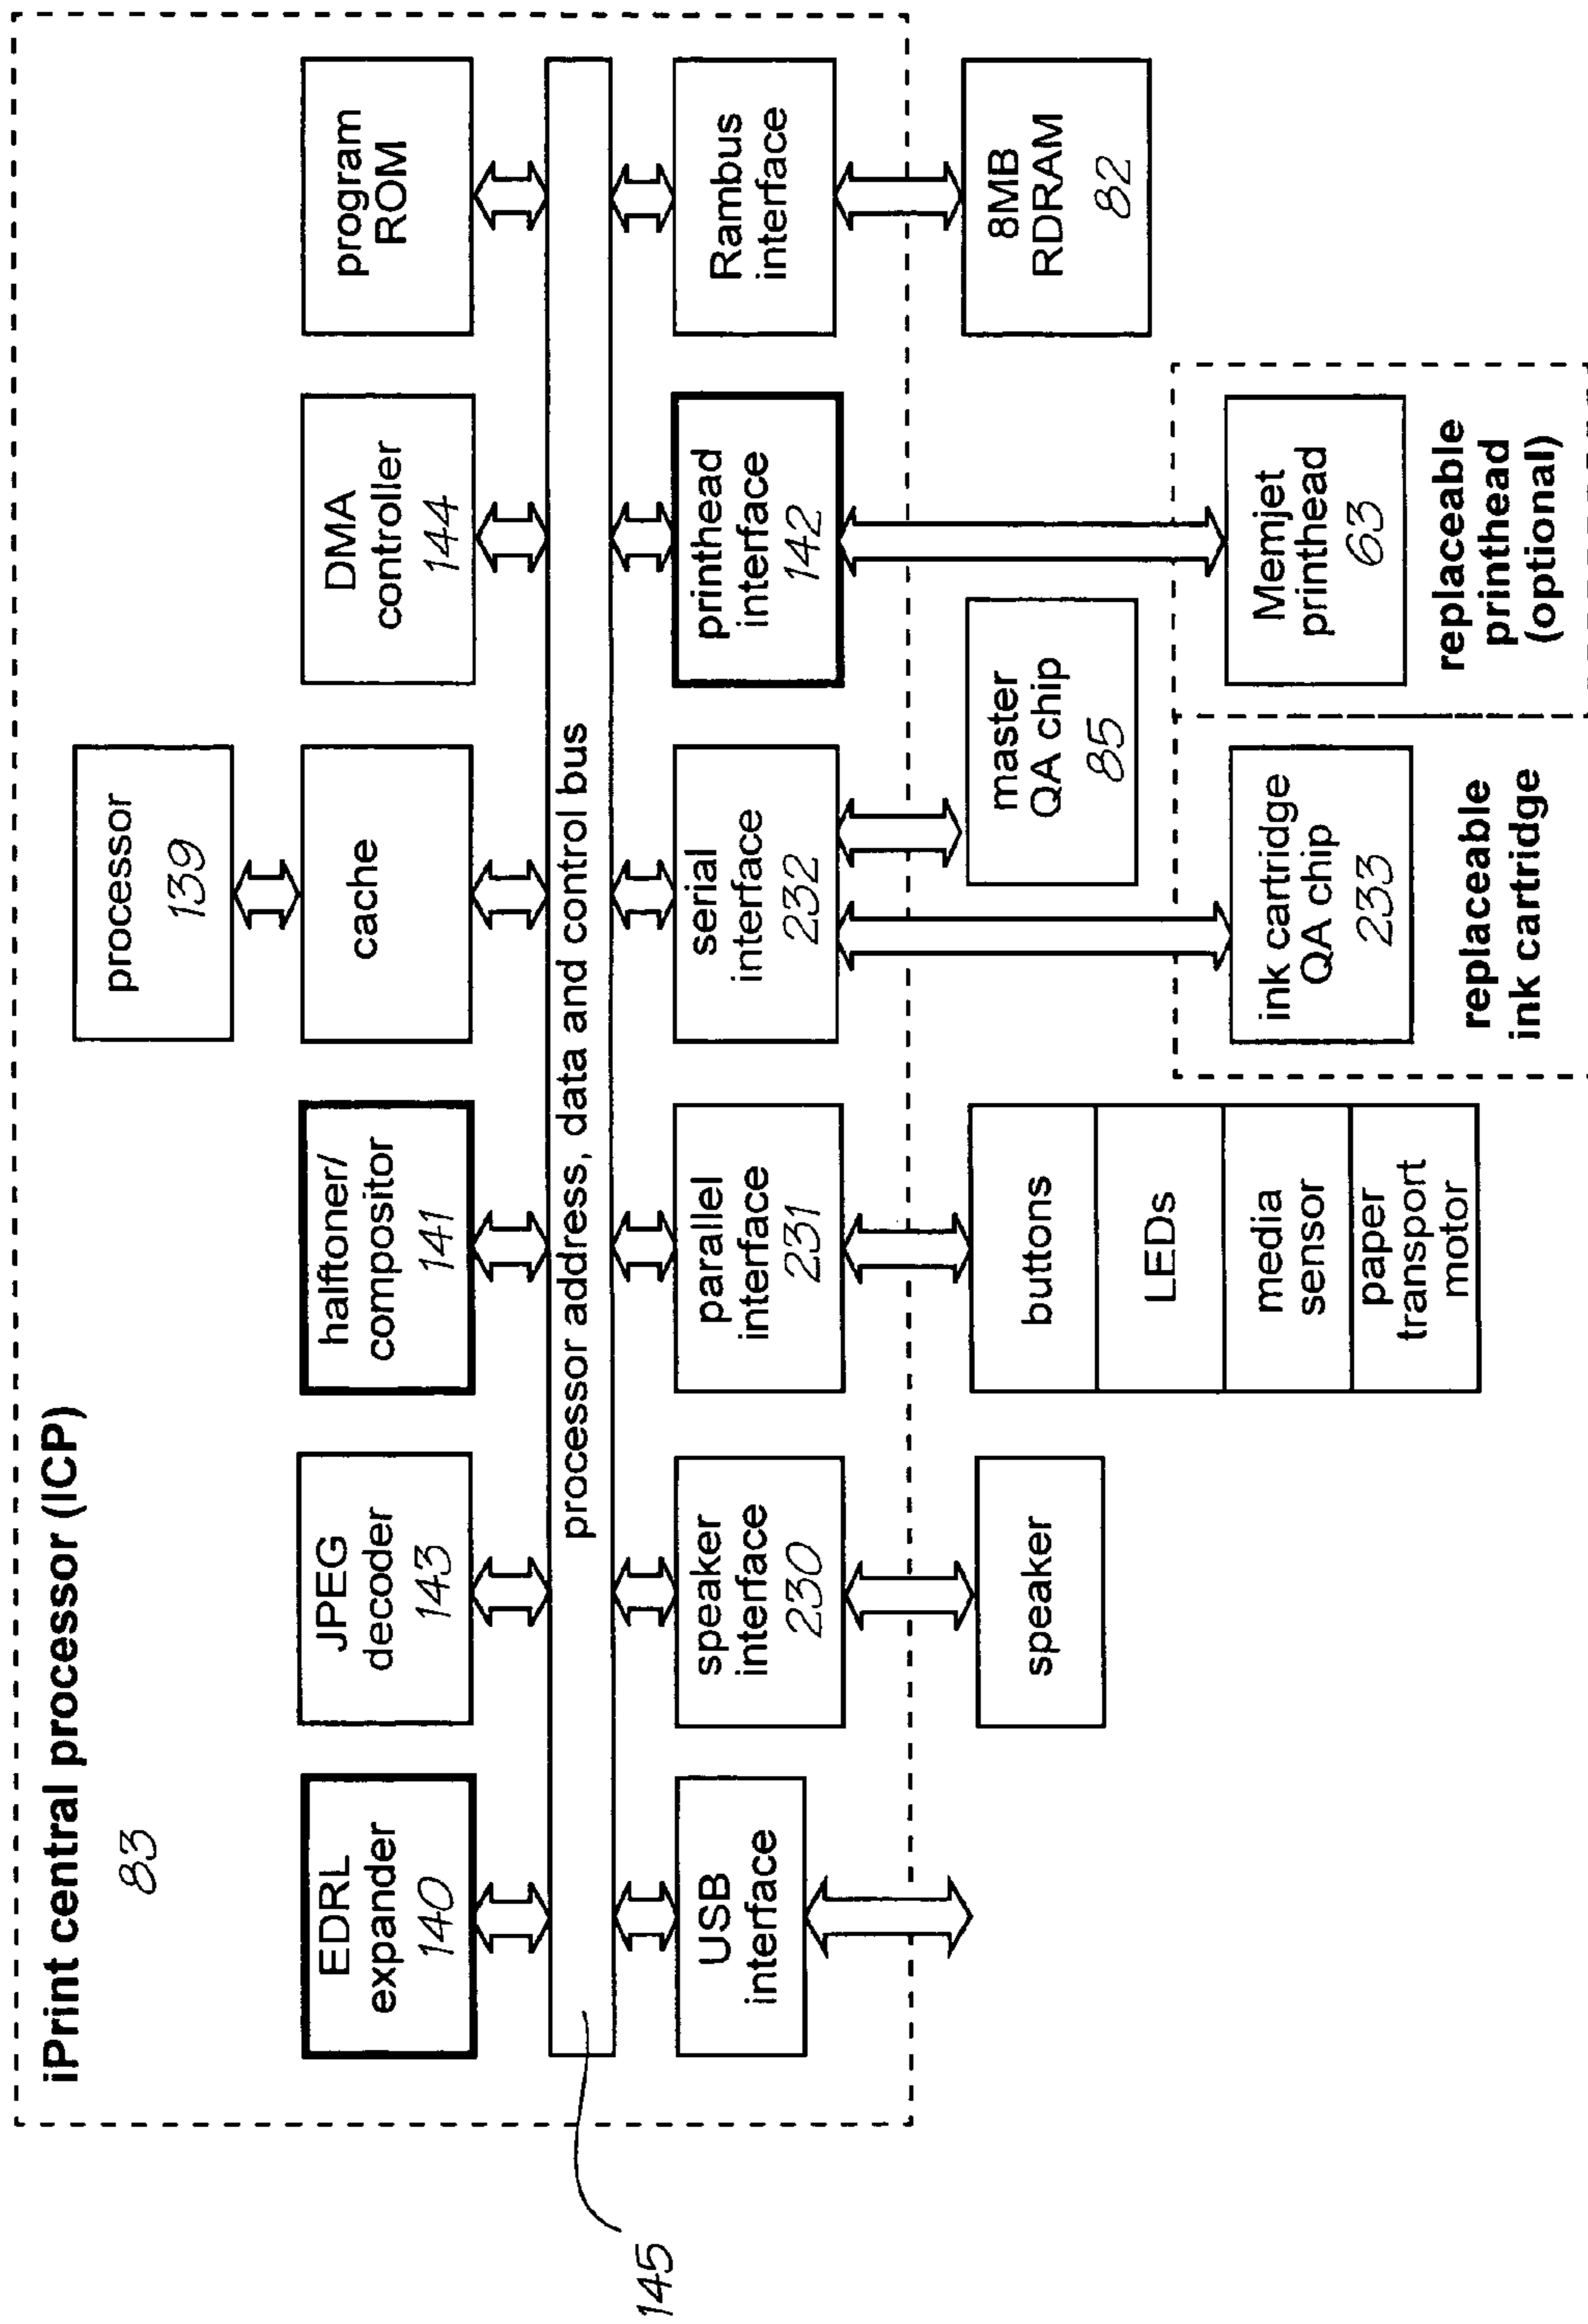 iPrint central processor (ICP)
83
processor
139
EDRL
expander
140
JPEG
decoder
143
halftoner/
compositor
141
cache
DMA
controller
144
program
ROM
processor address, data and control bus
145
USB
interface
speaker
interface
230
parallel
interface
231
serial
interface
232
printhead
interface
142
Rambus
interface
speaker
buttons
LEDs
media
sensor
paper
transport
motor
master
QA chip
85
8MB
RDRAM
82
ink cartridge
QA chip
233
replaceable
ink cartridge
Memjet
printhead
63
replaceable
printhead
(optional)